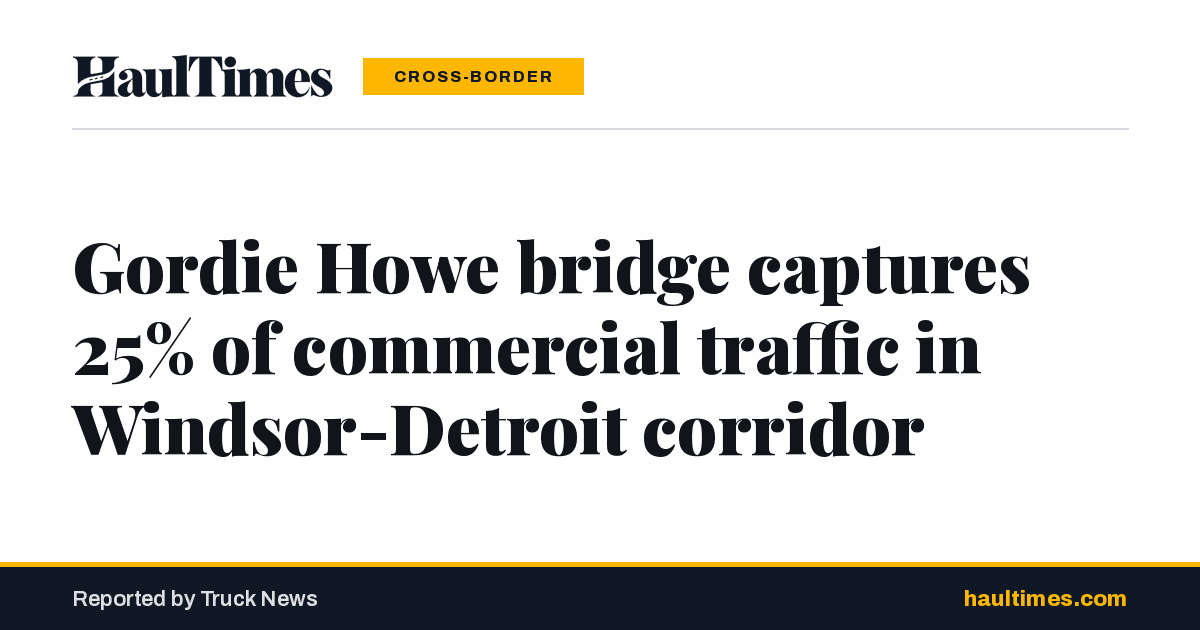 HaulTimes
CROSS-BORDER
Gordie Howe bridge captures
25% of commercial traffic in
Windsor-Detroit corridor
Reported by Truck News
haultimes.com